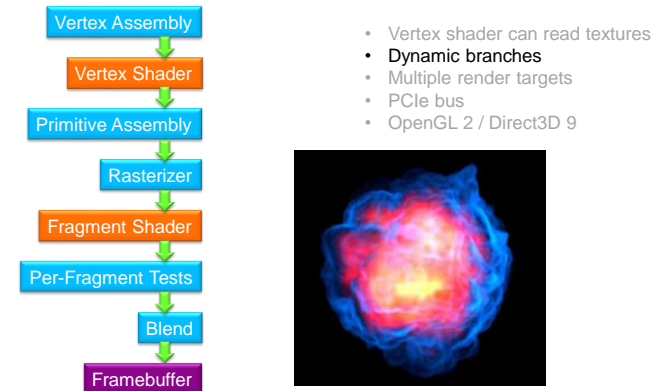 Vertex Assembly
Vertex Shader
Primitive Assembly
Rasterizer
Fragment Shader
Per-Fragment Tests
Blend
Framebuffer
• Vertex shader can read textures
• Dynamic branches
• Multiple render targets
• PCIe bus
• OpenGL 2 / Direct3D 9